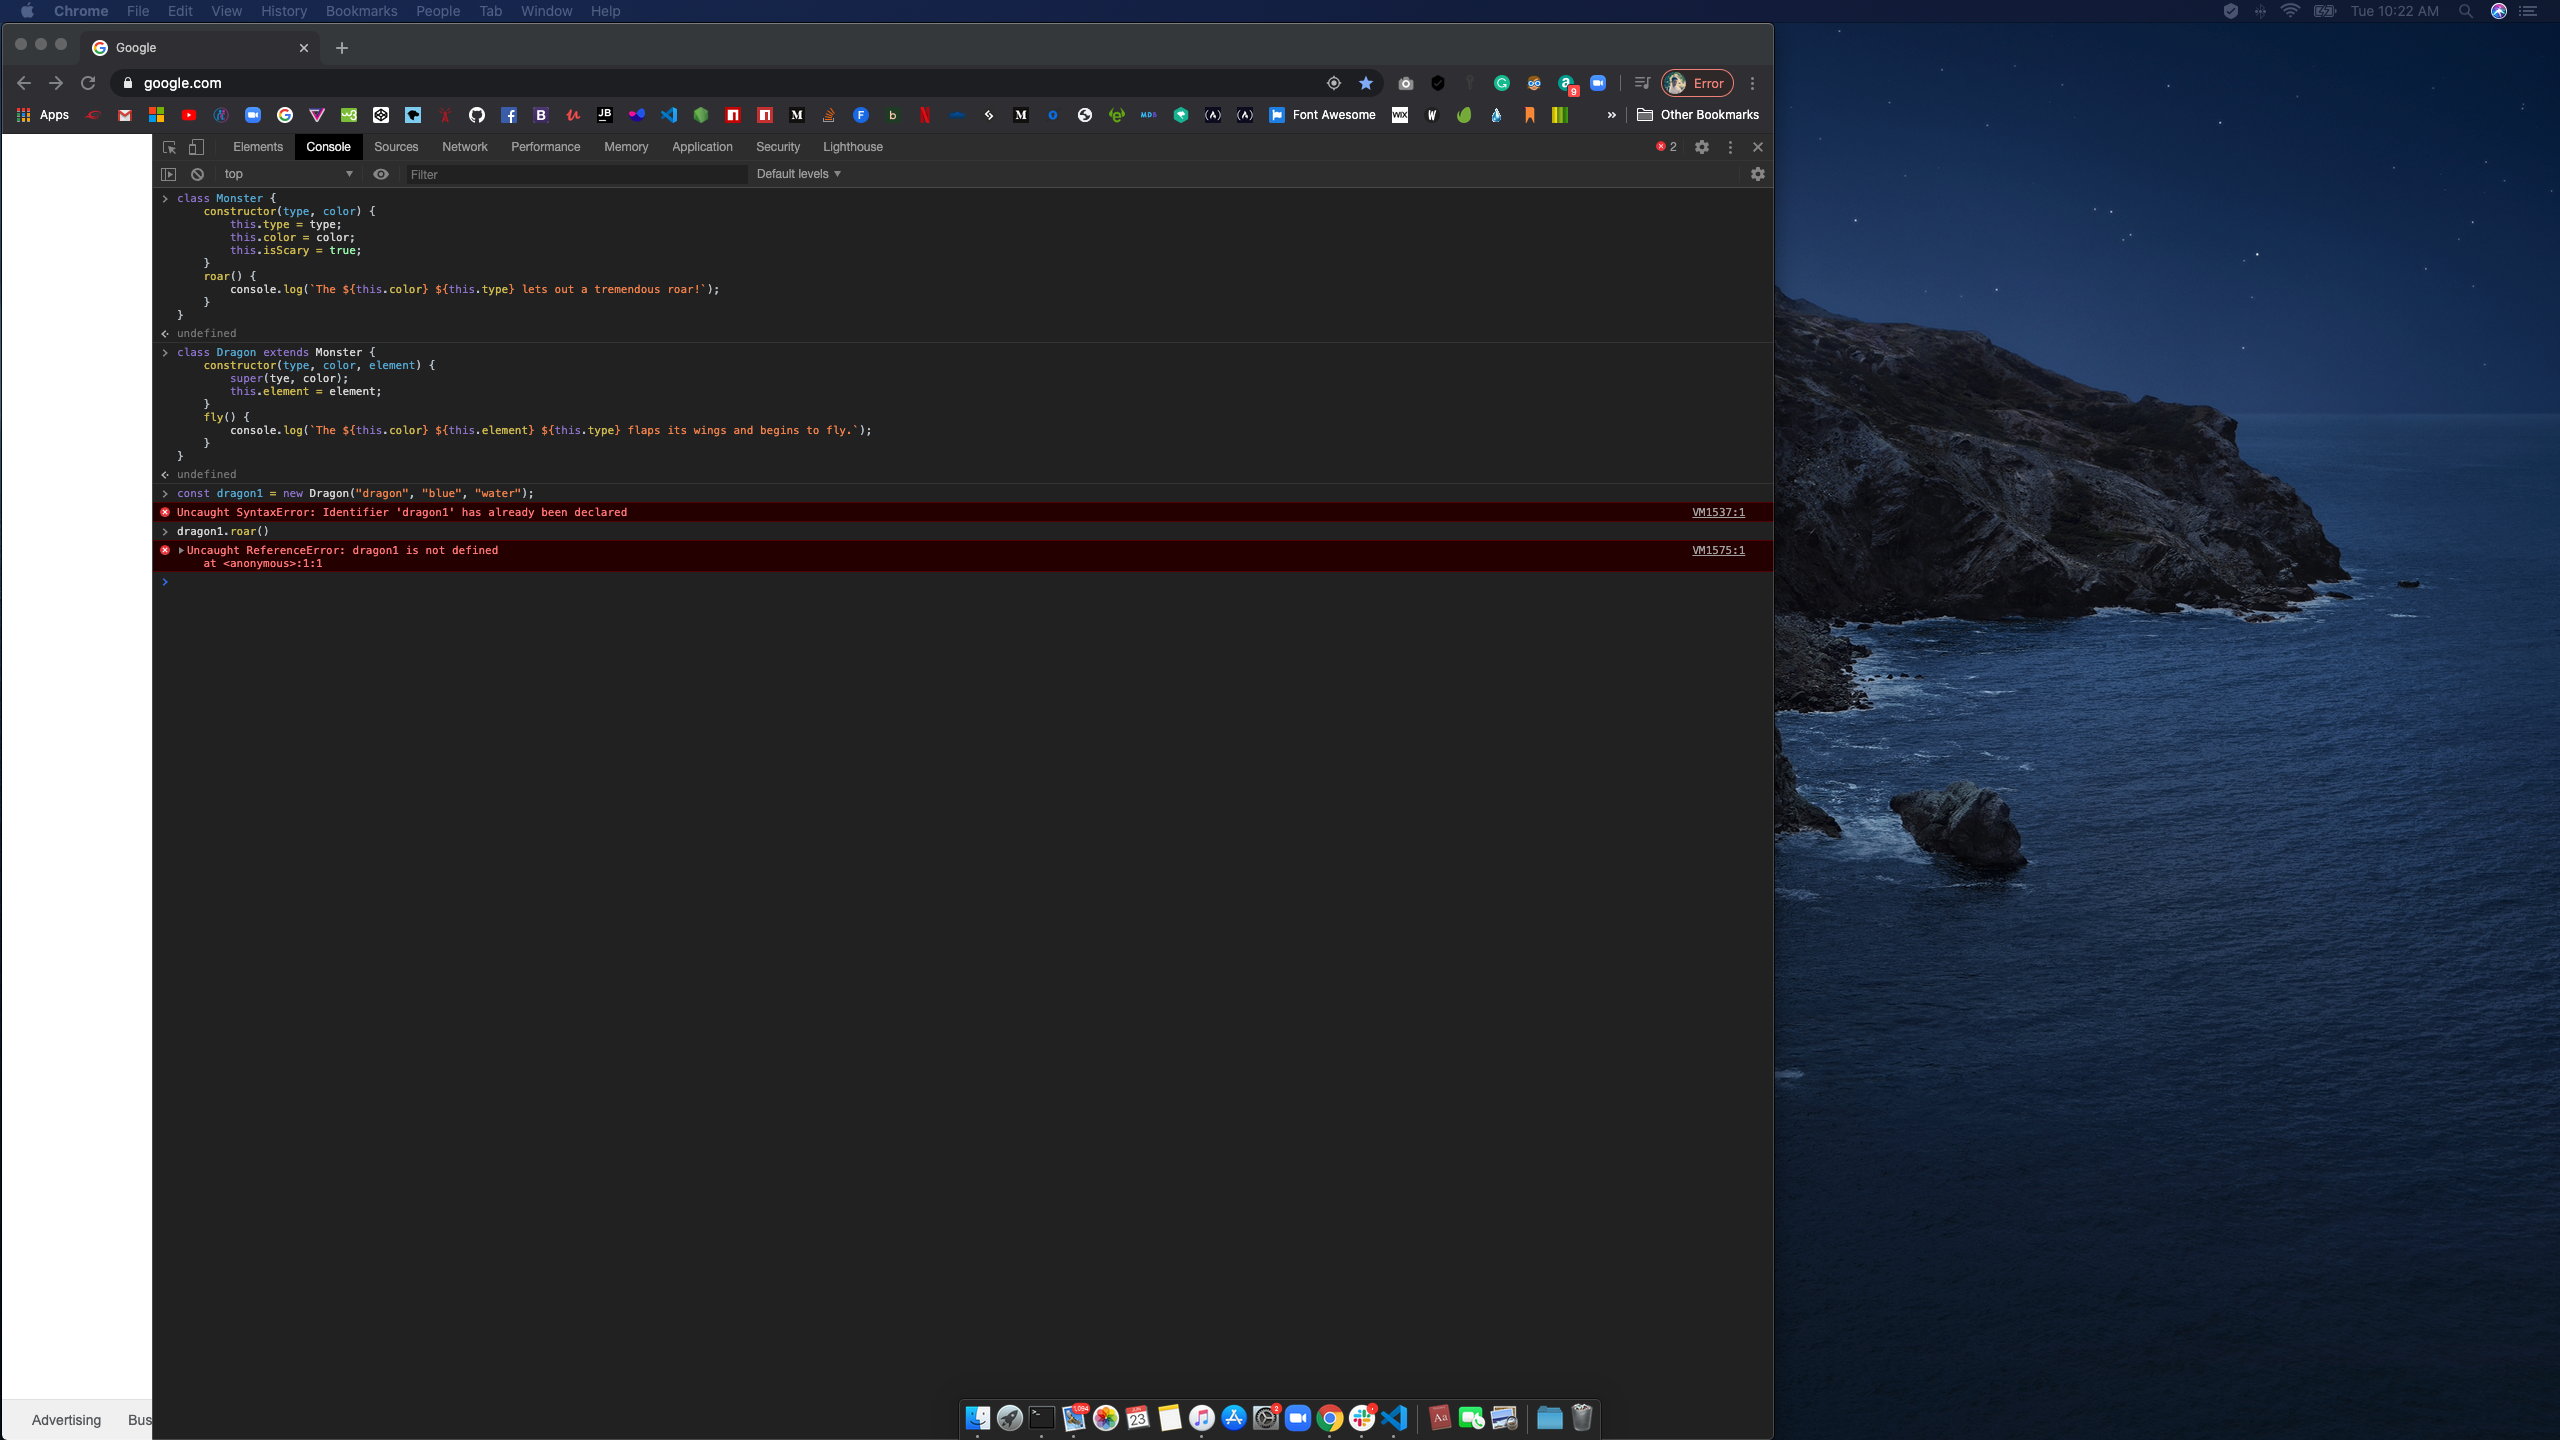 Chrome File Edit View History Bookmarks People Tab Window Help Tue 10:22 AM
Google
google.com Error
Apps Font Awesome Other Bookmarks
Elements Console Sources Network Performance Memory Application Security Lighthouse 2
top Filter Default levels
class Monster {
constructor(type, color) {
this.type = type;
this.color = color;
this.isScary = true;
}
roar() {
console.log(`The ${this.color} ${this.type} lets out a tremendous roar!`);
}
}
undefined
class Dragon extends Monster {
constructor(type, color, element) {
super(tye, color);
this.element = element;
}
fly() {
console.log(`The ${this.color} ${this.element} ${this.type} flaps its wings and begins to fly.`);
}
}
undefined
const dragon1 = new Dragon("dragon", "blue", "water");
Uncaught SyntaxError: Identifier 'dragon1' has already been declared VM1537:1
dragon1.roar()
Uncaught ReferenceError: dragon1 is not defined VM1575:1
at <anonymous>:1:1
Advertising Bus